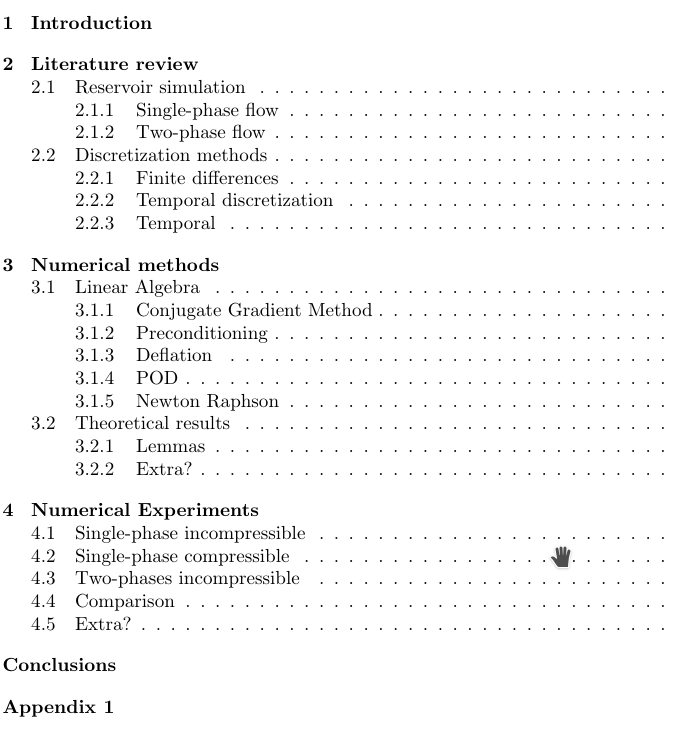 1 Introduction
2 Literature review
2.1 Reservoir simulation . . . . . . . . . . . . . . . . . . . . . . . . . . . .
2.1.1 Single-phase flow . . . . . . . . . . . . . . . . . . . . . . . . . .
2.1.2 Two-phase flow . . . . . . . . . . . . . . . . . . . . . . . . . . .
2.2 Discretization methods . . . . . . . . . . . . . . . . . . . . . . . . . . .
2.2.1 Finite differences . . . . . . . . . . . . . . . . . . . . . . . . . .
2.2.2 Temporal discretization . . . . . . . . . . . . . . . . . . . . . .
2.2.3 Temporal . . . . . . . . . . . . . . . . . . . . . . . . . . . . . .
3 Numerical methods
3.1 Linear Algebra . . . . . . . . . . . . . . . . . . . . . . . . . . . . . . .
3.1.1 Conjugate Gradient Method . . . . . . . . . . . . . . . . . . . .
3.1.2 Preconditioning . . . . . . . . . . . . . . . . . . . . . . . . . . .
3.1.3 Deflation . . . . . . . . . . . . . . . . . . . . . . . . . . . . . .
3.1.4 POD . . . . . . . . . . . . . . . . . . . . . . . . . . . . . . . . .
3.1.5 Newton Raphson . . . . . . . . . . . . . . . . . . . . . . . . . .
3.2 Theoretical results . . . . . . . . . . . . . . . . . . . . . . . . . . . . .
3.2.1 Lemmas . . . . . . . . . . . . . . . . . . . . . . . . . . . . . . .
3.2.2 Extra? . . . . . . . . . . . . . . . . . . . . . . . . . . . . . . . .
4 Numerical Experiments
4.1 Single-phase incompressible . . . . . . . . . . . . . . . . . . . . . . . .
4.2 Single-phase compressible . . . . . . . . . . . . . . . . . . . . . . . . .
4.3 Two-phases incompressible . . . . . . . . . . . . . . . . . . . . . . . .
4.4 Comparison . . . . . . . . . . . . . . . . . . . . . . . . . . . . . . . . .
4.5 Extra? . . . . . . . . . . . . . . . . . . . . . . . . . . . . . . . . . . . .
Conclusions
Appendix 1